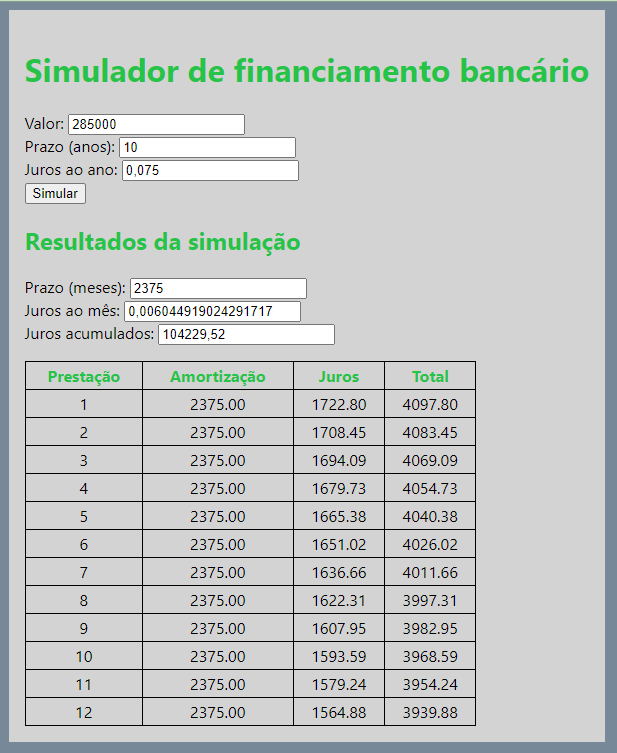 Simulador de financiamento bancário
Valor: 285000
Prazo (anos): 10
Juros ao ano: 0,075
Simular
Resultados da simulação
Prazo (meses): 2375
Juros ao mês: 0,006044919024291717
Juros acumulados: 104229,52
Prestação Amortização Juros Total
1 2375.00 1722.80 4097.80
2 2375.00 1708.45 4083.45
3 2375.00 1694.09 4069.09
4 2375.00 1679.73 4054.73
5 2375.00 1665.38 4040.38
6 2375.00 1651.02 4026.02
7 2375.00 1636.66 4011.66
8 2375.00 1622.31 3997.31
9 2375.00 1607.95 3982.95
10 2375.00 1593.59 3968.59
11 2375.00 1579.24 3954.24
12 2375.00 1564.88 3939.88